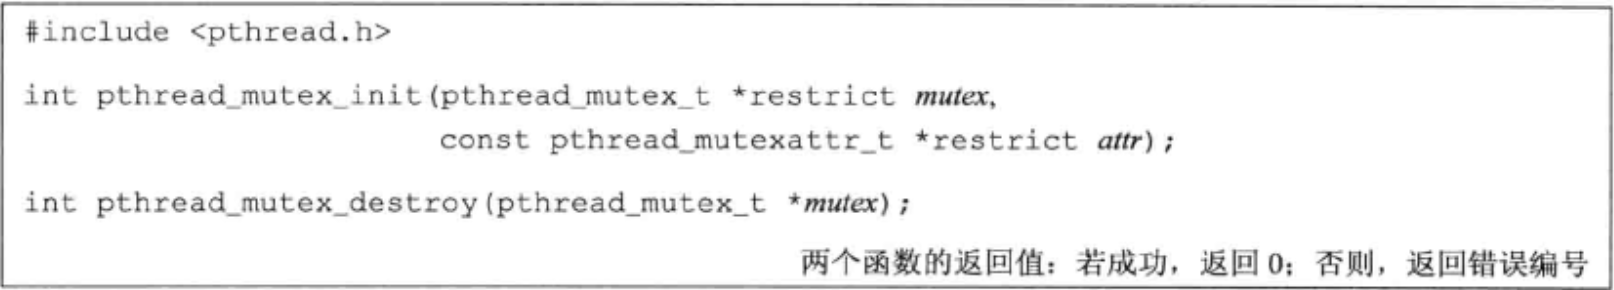 #include <pthread.h>
int pthread_mutex_init(pthread_mutex_t *restrict mutex,
const pthread_mutexattr_t *restrict attr);
int pthread_mutex_destroy(pthread_mutex_t *mutex);
两个函数的返回值：若成功，返回 0；否则，返回错误编号